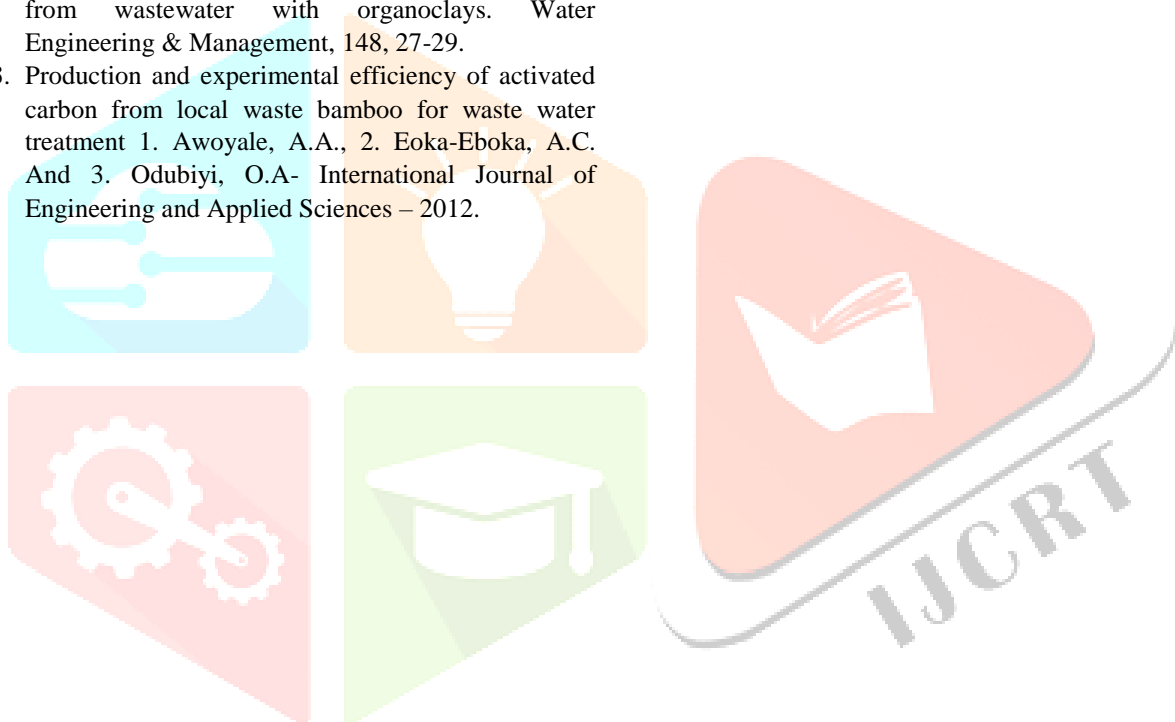 from wastewater with organoclays. Water
Engineering & Management, 148, 27-29.
3. Production and experimental efficiency of activated
carbon from local waste bamboo for waste water
treatment 1. Awoyale, A.A., 2. Eoka-Eboka, A.C.
And 3. Odubiyi, O.A- International Journal of
Engineering and Applied Sciences – 2012.
IJCRT